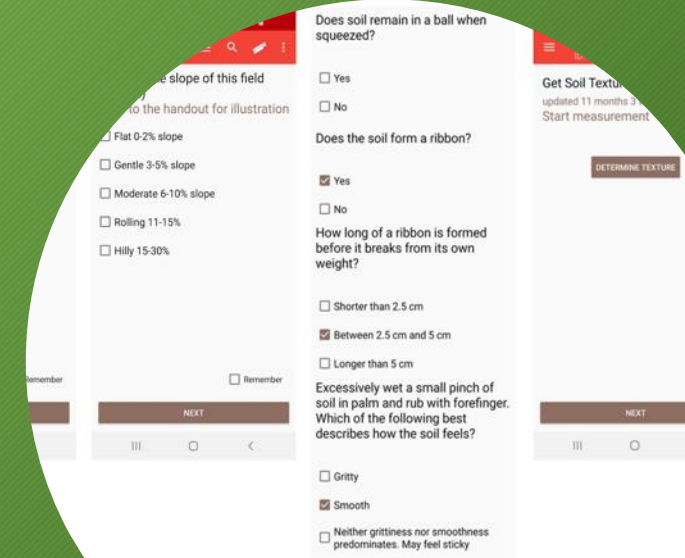 slope of this field
to the handout for illustration
Flat 0-2% slope
Gentle 3-5% slope
Moderate 6-10% slope
Rolling 11-15%
Hilly 15-30%
Remember
NEXT
Does soil remain in a ball when
squeezed?
Yes
No
Does the soil form a ribbon?
Yes
No
How long of a ribbon is formed
before it breaks from its own
weight?
Shorter than 2.5 cm
Between 2.5 cm and 5 cm
Longer than 5 cm
Excessively wet a small pinch of
soil in palm and rub with forefinger.
Which of the following best
describes how the soil feels?
Gritty
Smooth
Neither grittiness nor smoothness
predominates. May feel sticky
Get Soil
updated 11 months 3
Start measurement
DETERMINE TEXTURE
NEXT